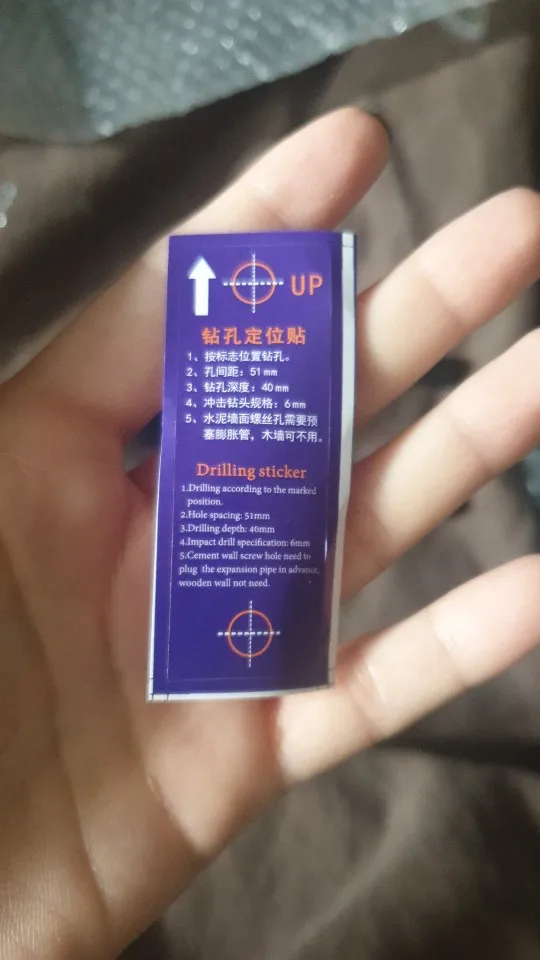 UP
钻孔定位贴
1、按标志位置钻孔。
2、孔间距：51mm
3、钻孔深度：40mm
4、冲击钻头规格：6mm
5、水泥墙面螺丝孔需要预
塞膨胀管，木墙可不用。
Drilling sticker
1.Drilling according to the marked
position.
2.Hole spacing: 51mm
3.Drilling depth: 40mm
4.Impact drill specification: 6mm
5.Cement wall screw hole need to
plug the expansion pipe in advance,
wooden wall not need.